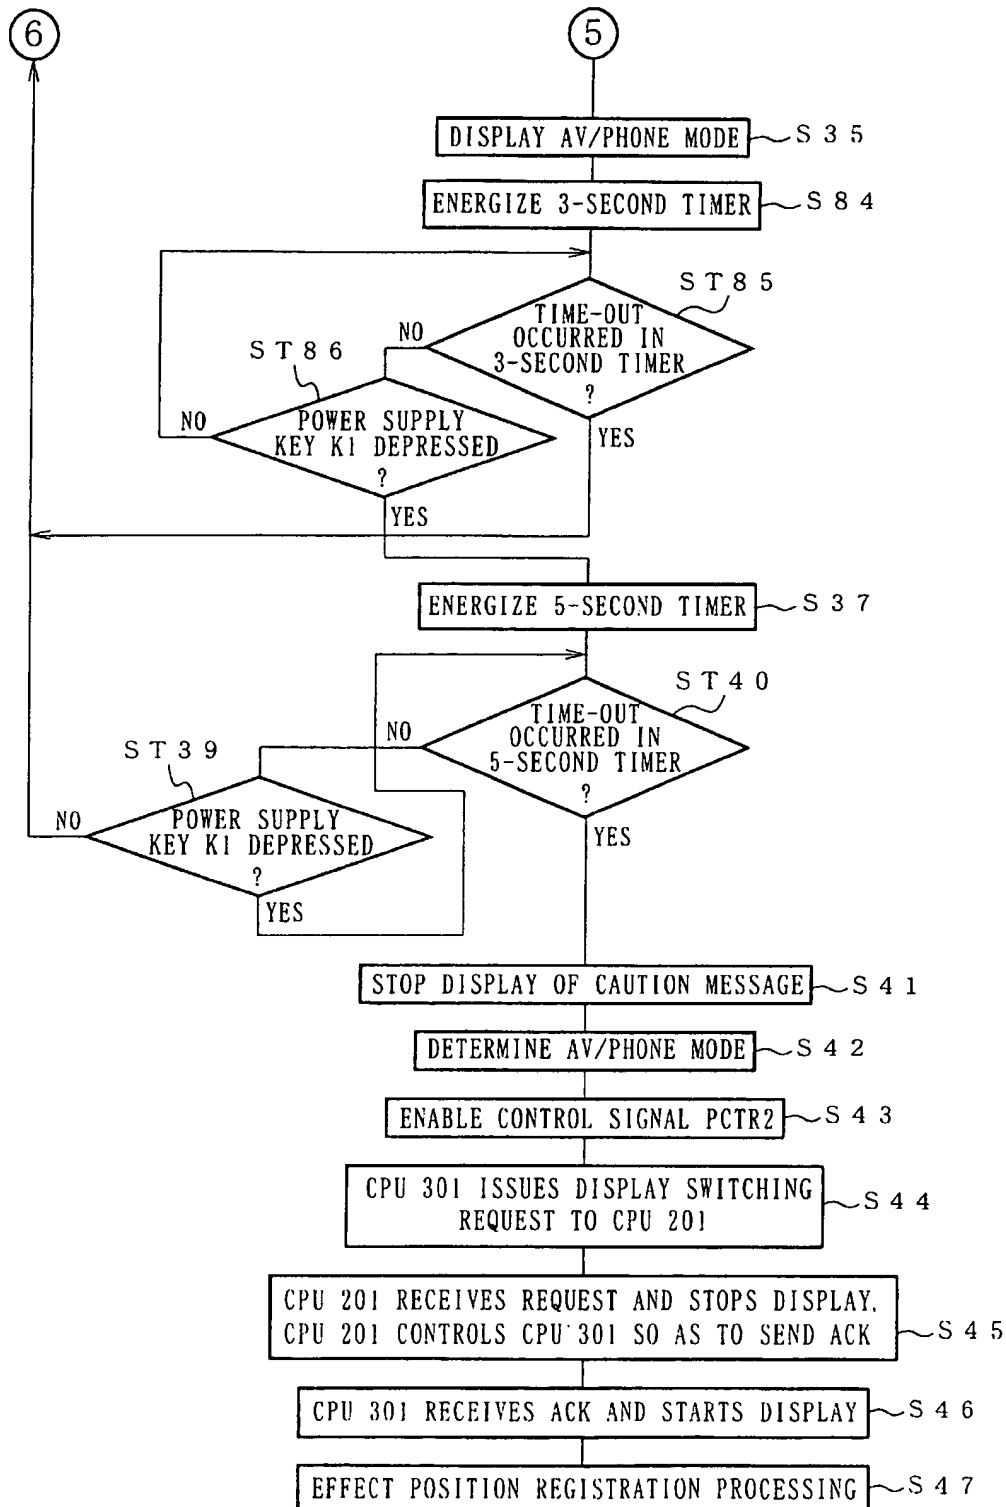 6
5
DISPLAY AV/PHONE MODE
S35
ENERGIZE 3-SECOND TIMER
S84
ST85
TIME-OUT
OCCURRED IN
3-SECOND TIMER
?
NO
YES
ST86
POWER SUPPLY
KEY K1 DEPRESSED
?
NO
YES
ENERGIZE 5-SECOND TIMER
S37
ST40
TIME-OUT
OCCURRED IN
5-SECOND TIMER
?
NO
YES
ST39
POWER SUPPLY
KEY K1 DEPRESSED
?
NO
YES
STOP DISPLAY OF CAUTION MESSAGE
S41
DETERMINE AV/PHONE MODE
S42
ENABLE CONTROL SIGNAL PCTR2
S43
CPU 301 ISSUES DISPLAY SWITCHING
REQUEST TO CPU 201
S44
CPU 201 RECEIVES REQUEST AND STOPS DISPLAY.
CPU 201 CONTROLS CPU 301 SO AS TO SEND ACK
S45
CPU 301 RECEIVES ACK AND STARTS DISPLAY
S46
EFFECT POSITION REGISTRATION PROCESSING
S47